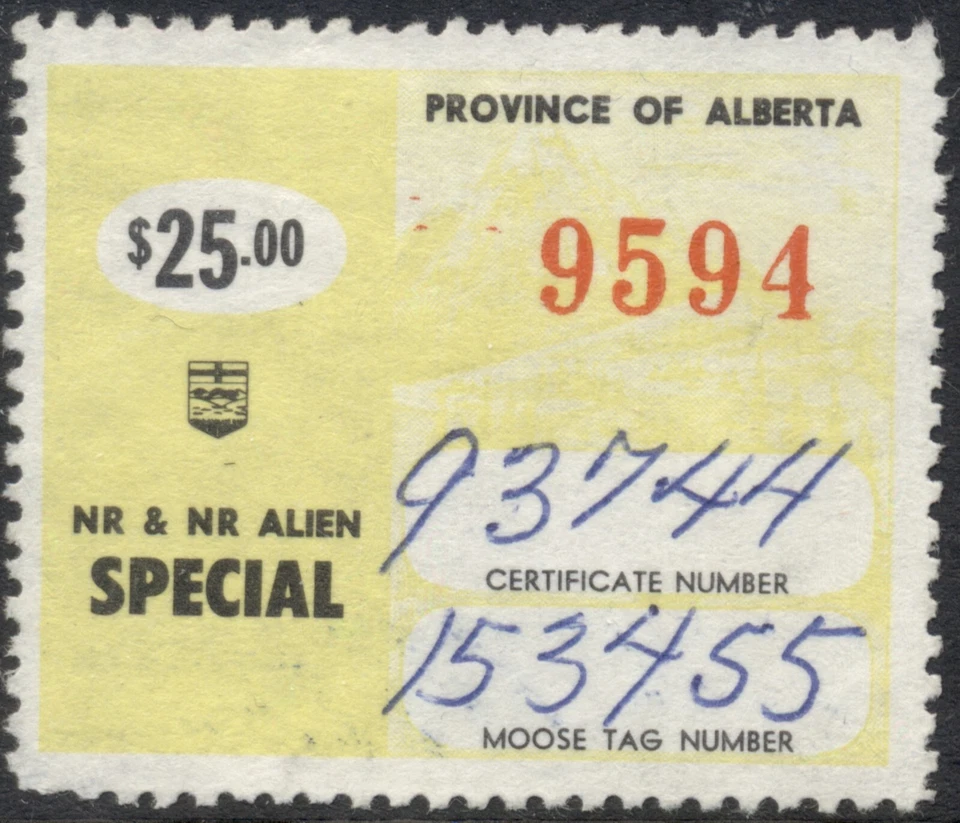 PROVINCE OF ALBERTA
$25.00
9594
93744
NR & NR ALIEN
CERTIFICATE NUMBER
SPECIAL
153455
MOOSE TAG NUMBER